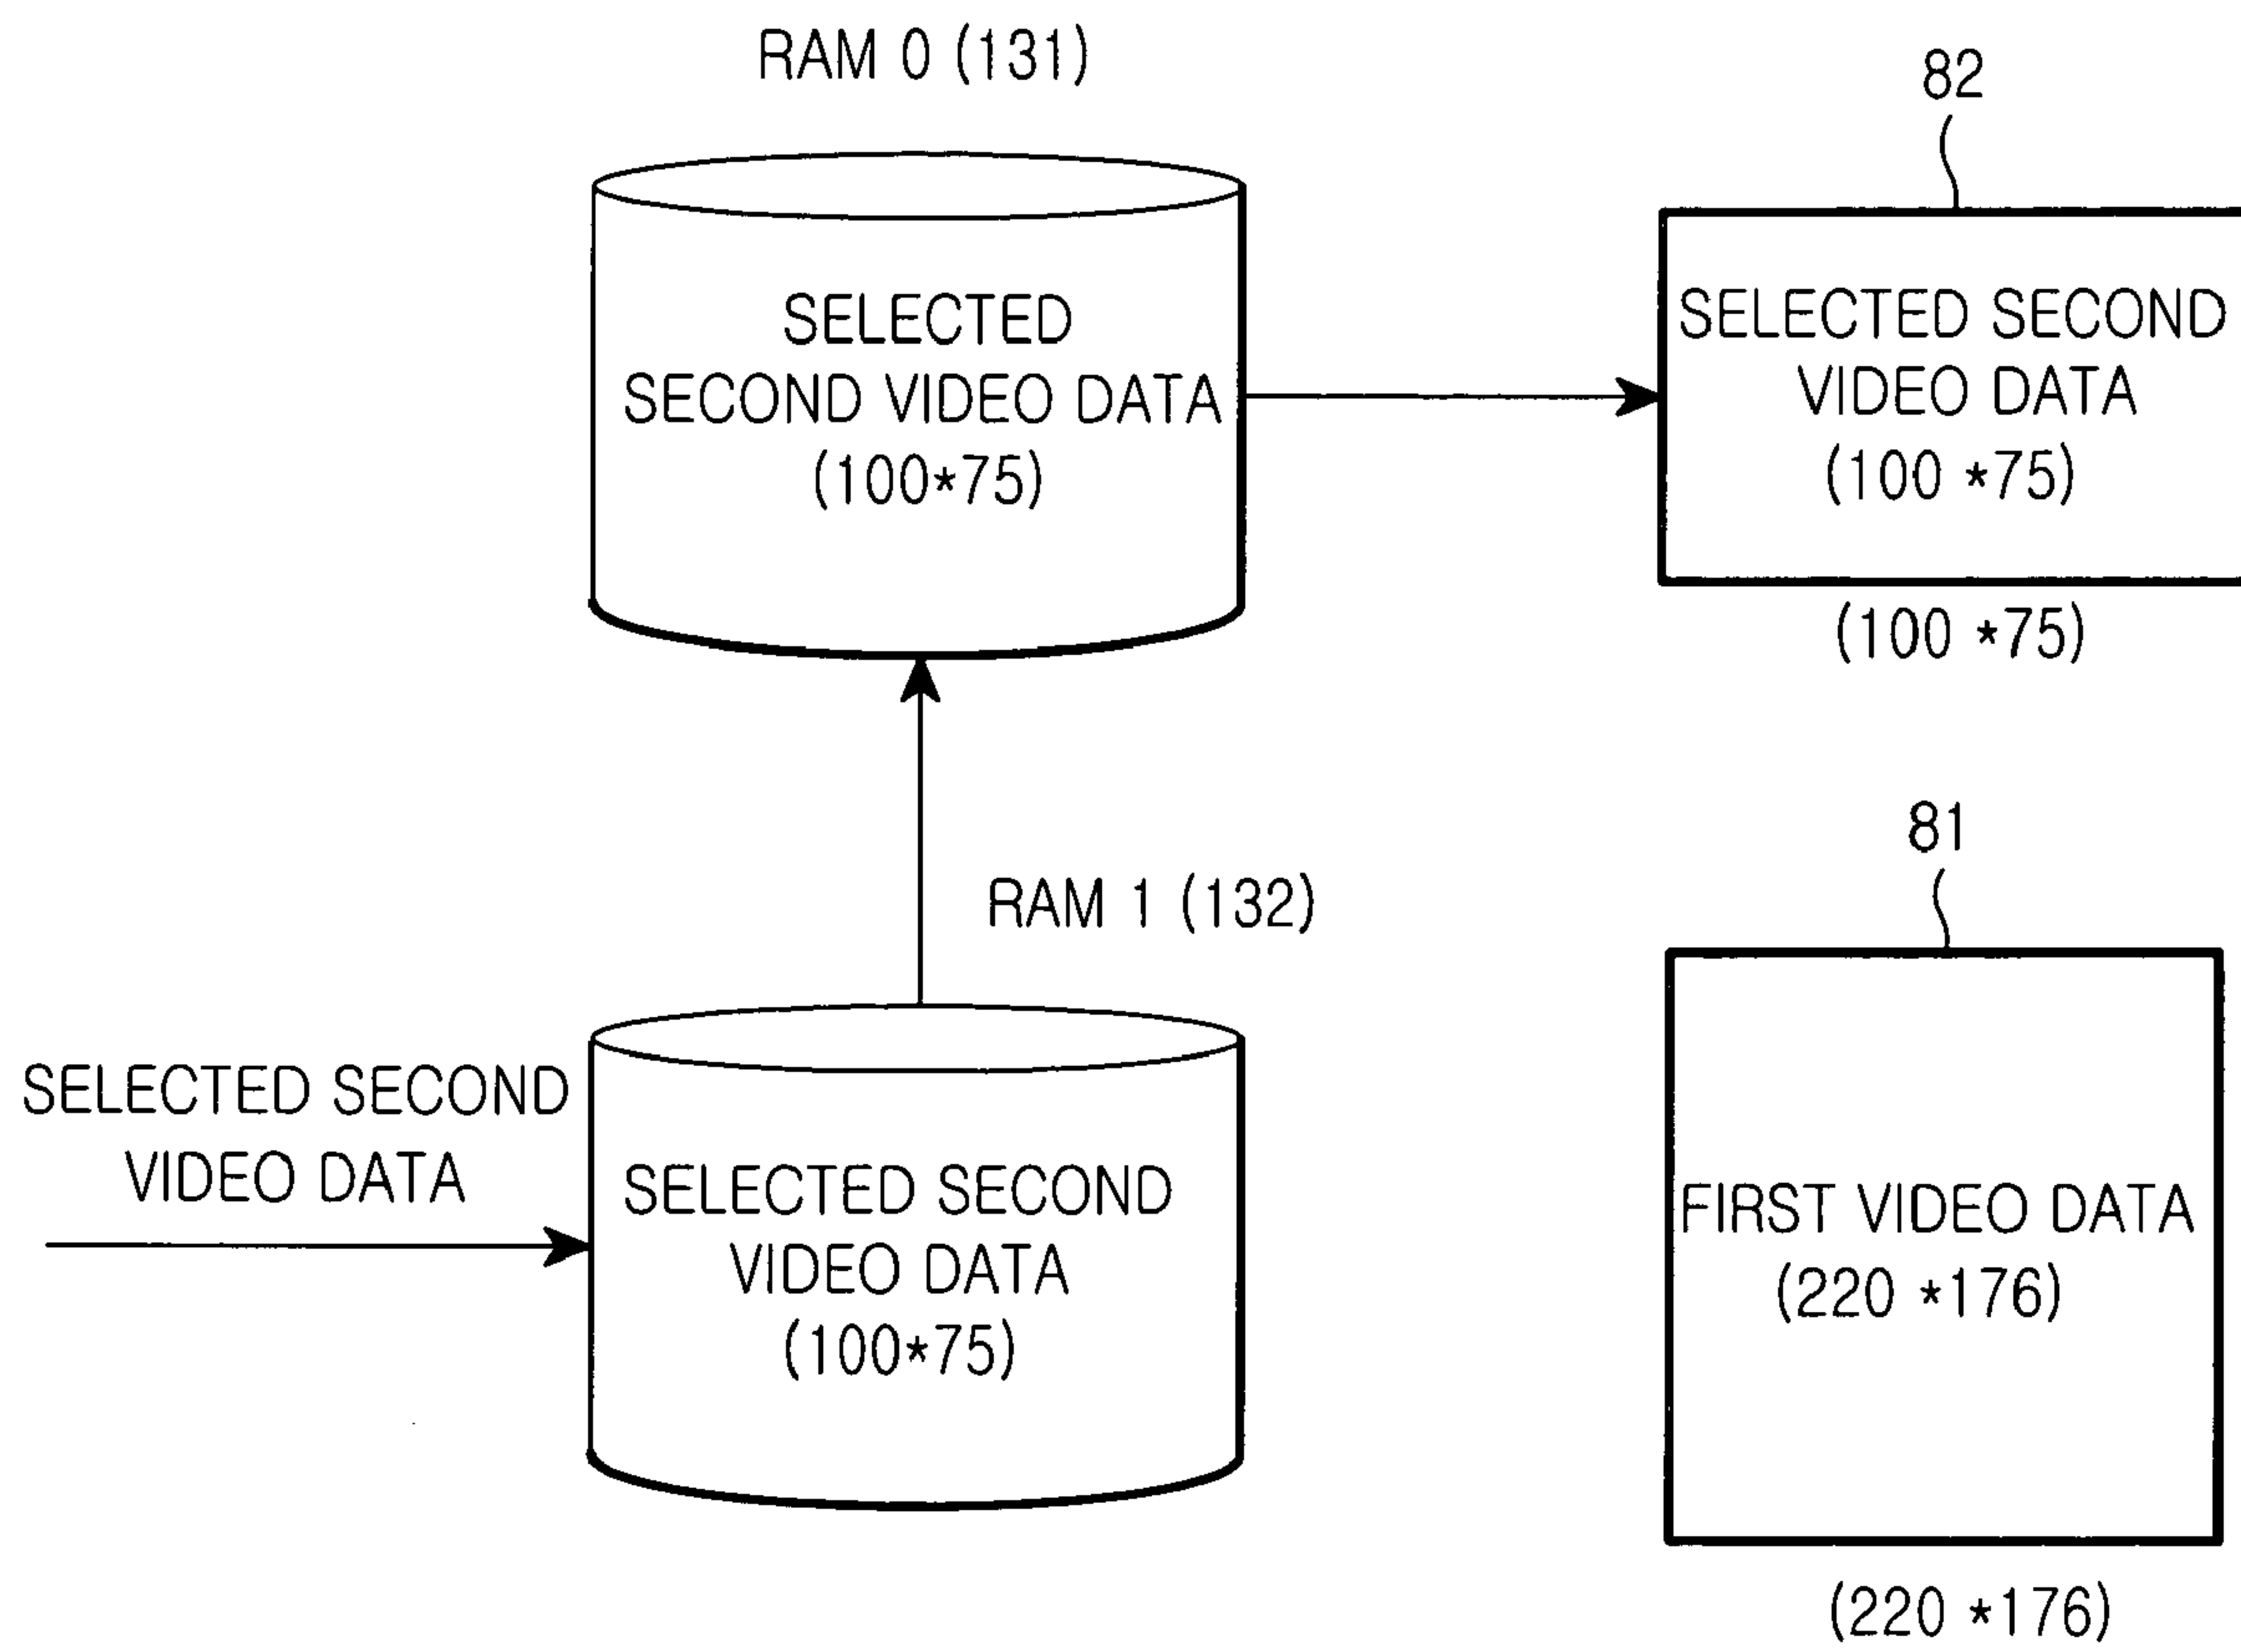 RAM 0 (131)
82
SELECTED
SECOND VIDEO DATA
(100*75)
SELECTED SECOND
VIDEO DATA
(100 *75)
(100 *75)
RAM 1 (132)
81
SELECTED SECOND
VIDEO DATA
SELECTED SECOND
VIDEO DATA
(100*75)
FIRST VIDEO DATA
(220 *176)
(220 *176)